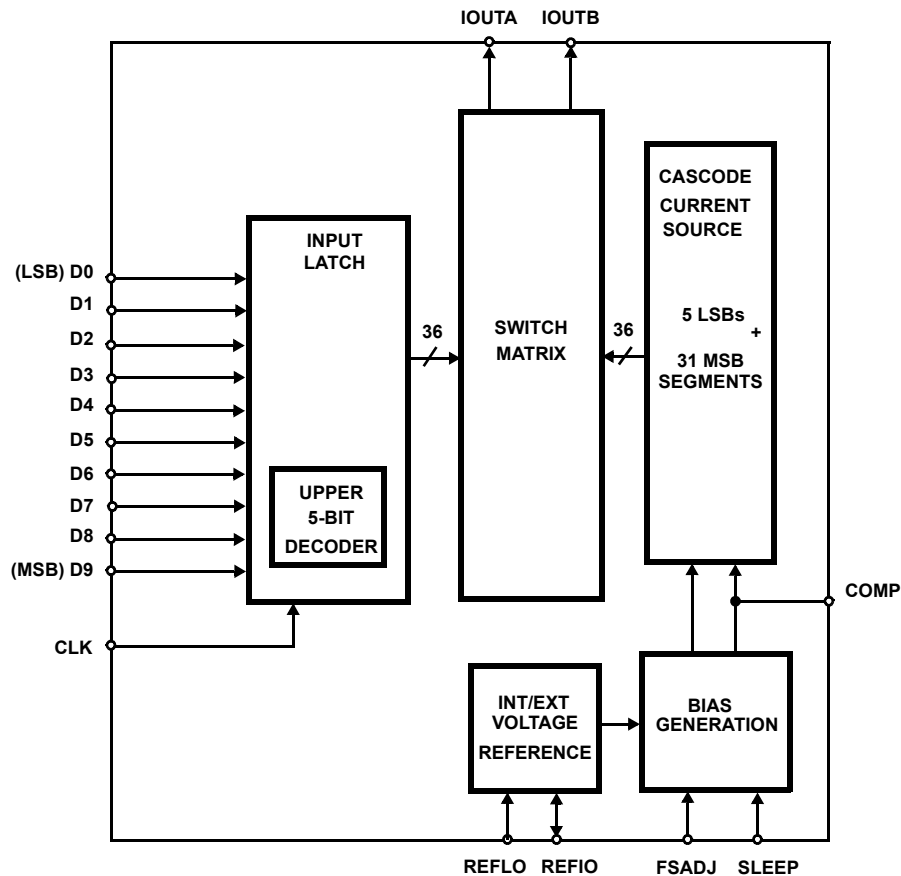 IOUTA IOUTB
CASCODE
CURRENT
SOURCE
INPUT
LATCH
(LSB) D0
D1
D2
D3
D4
D5
D6
D7
D8
(MSB) D9
CLK
36
SWITCH
MATRIX
36
5 LSBs
+
31 MSB
SEGMENTS
UPPER
5-BIT
DECODER
COMP
INT/EXT
VOLTAGE
REFERENCE
BIAS
GENERATION
REFLO REFIO FSADJ SLEEP